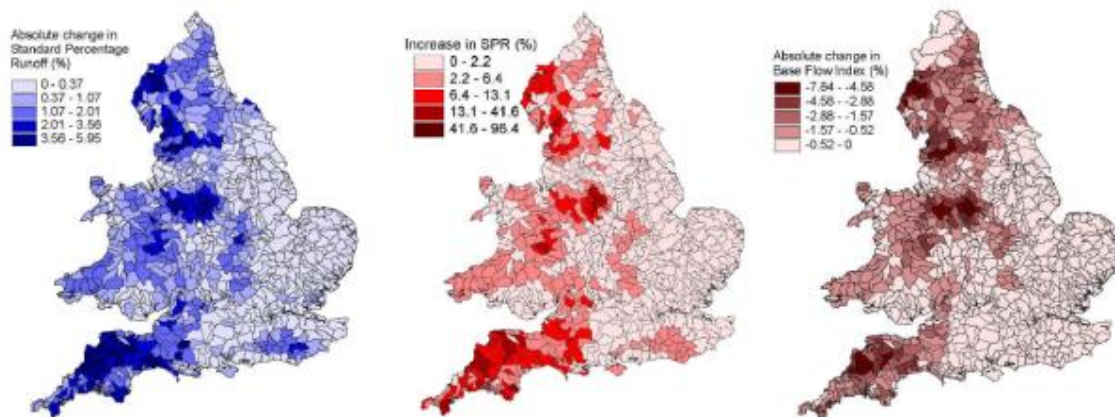 Absolute change in
Standard Percentage
Runoff (%)
0 - 0.37
0.37 - 1.07
1.07 - 2.01
2.01 - 3.56
3.56 - 5.95
Increase in SPR (%)
0 - 2.2
2.2 - 6.4
6.4 - 13.1
13.1 - 41.6
41.6 - 96.4
Absolute change in
Base Flow Index (%)
-7.84 - -4.58
-4.58 - -2.88
-2.88 - -1.57
-1.57 - -0.52
-0.52 - 0